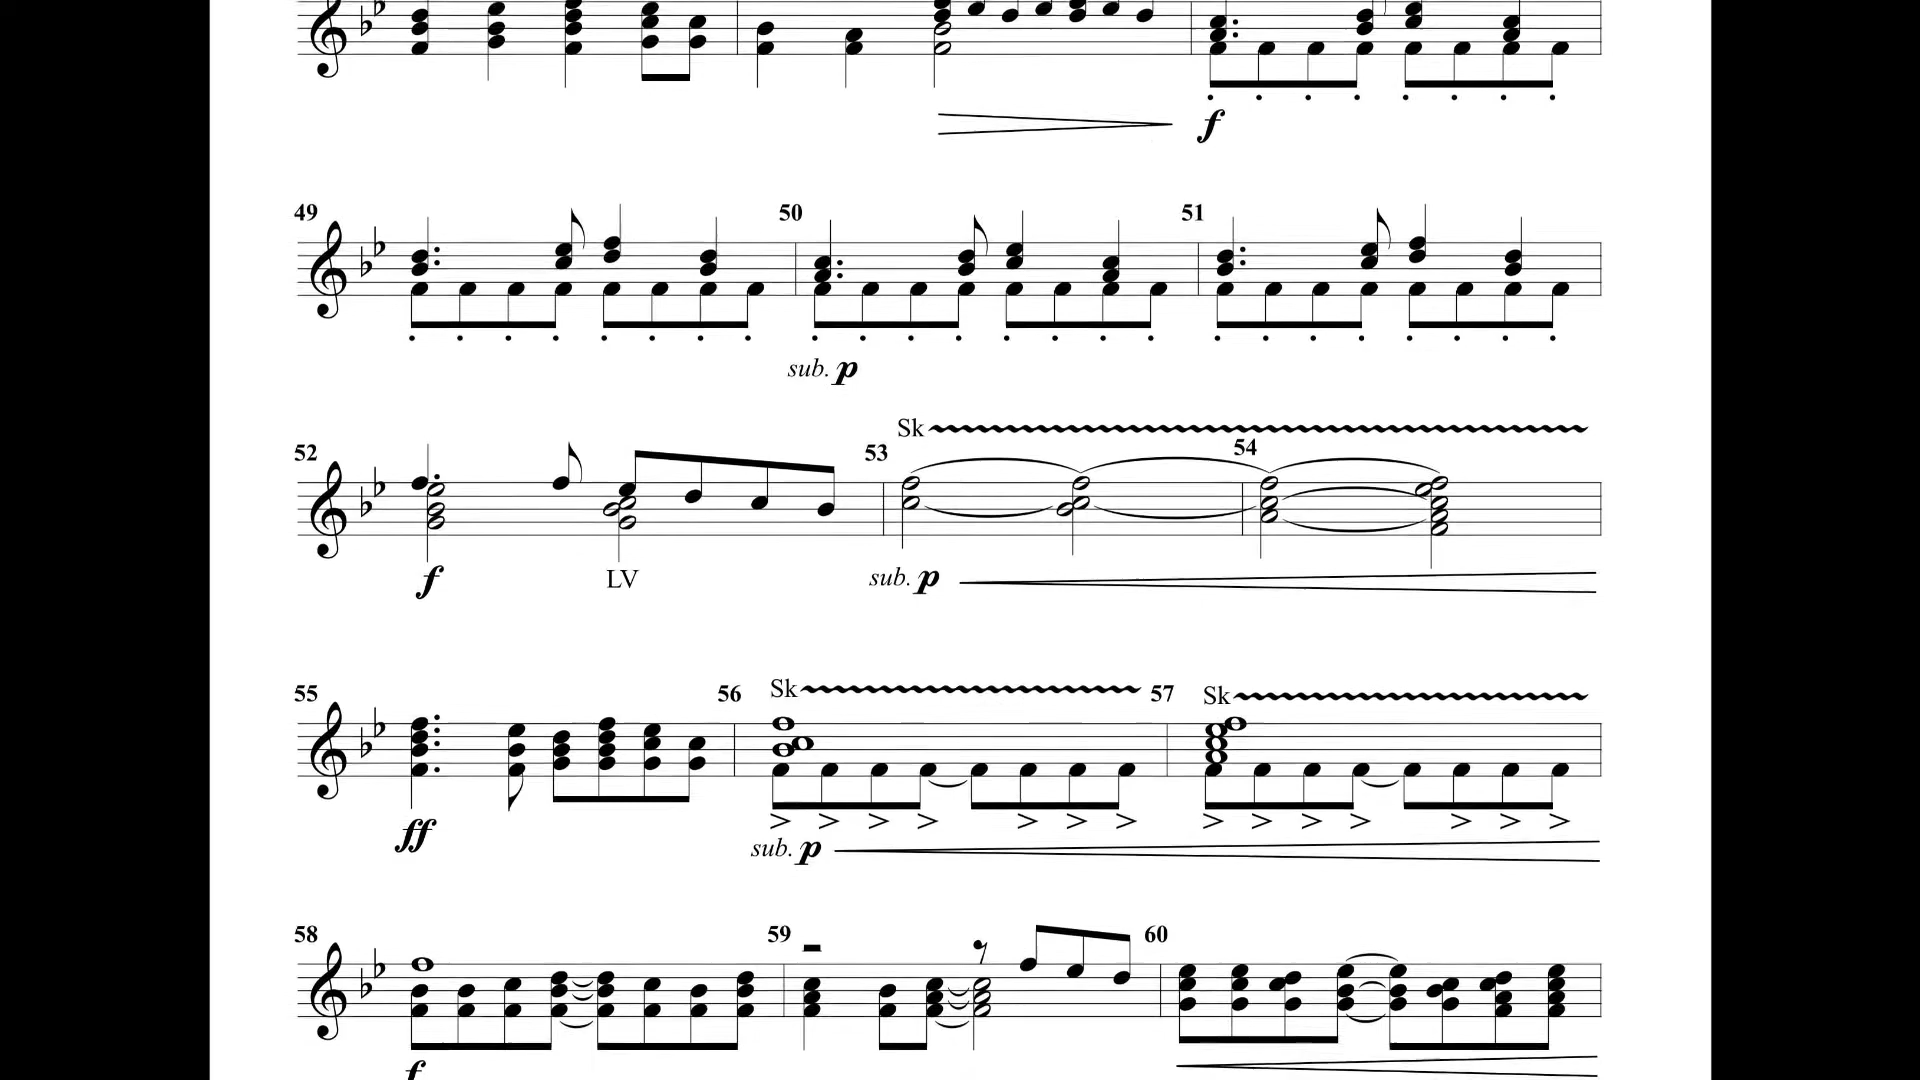 f
49 50 51
sub. p
Sk
52 53 54
f LV sub. p
Sk Sk
55 56 57
ff sub. p
58 59 60
f